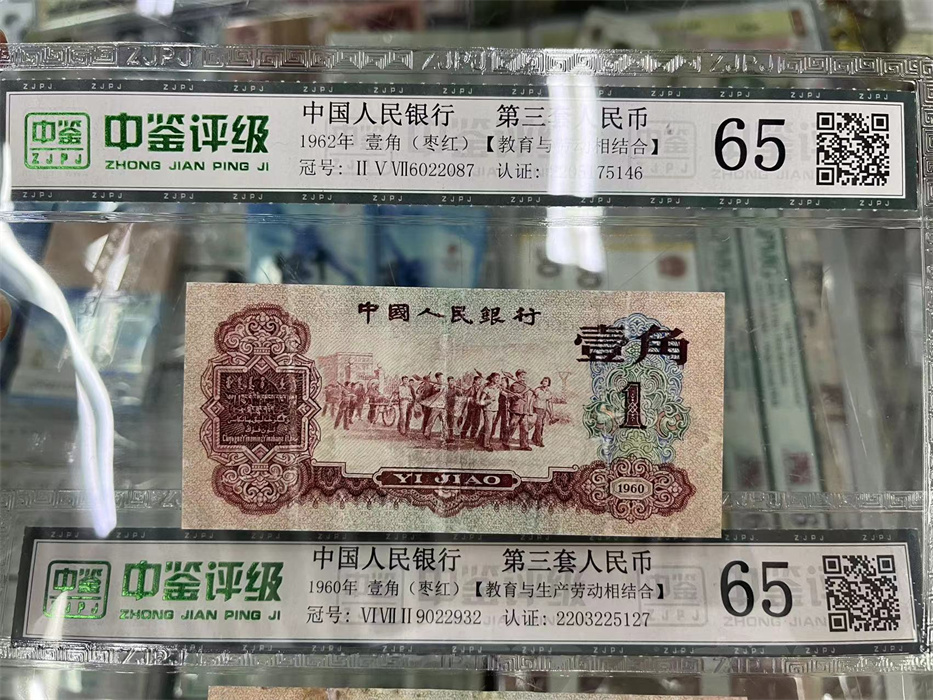 中鉴
ZJPJ
中鉴评级
ZHONG JIAN PING JI
中国人民银行 第三套人民币
1962年 壹角（枣红）【教育与 动相结合】
冠号：Ⅱ Ⅴ Ⅶ6022087 认证： 75146
65
中國人民銀行
壹角
1
YI JIAO
1960
中鉴
ZJPJ
中鉴评级
ZHONG JIAN PING JI
中国人民银行 第三套人民币
1960年 壹角（枣红）【教育与生产劳动相结合】
冠号：ⅥⅦⅡ9022932 认证：2203225127
65